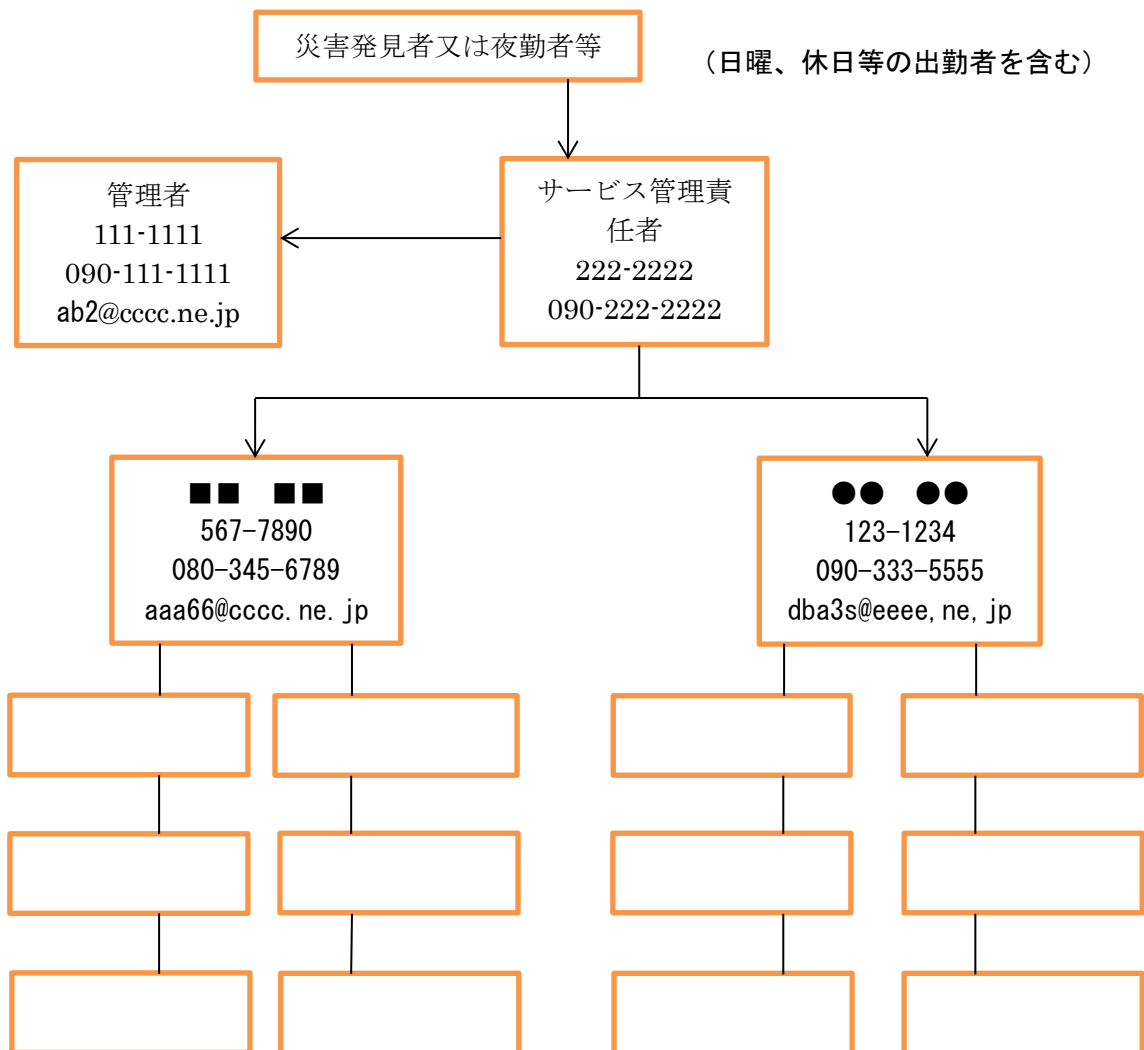 災害発見者又は夜勤者等
（日曜、休日等の出勤者を含む）
管理者
111-1111
090-111-1111
ab2@cccc.ne.jp
サービス管理責
任者
222-2222
090-222-2222
■■　■■
567−7890
080−345−6789
aaa66@cccc.ne.jp
●●　●●
123−1234
090−333−5555
dba3s@eeee,ne,jp